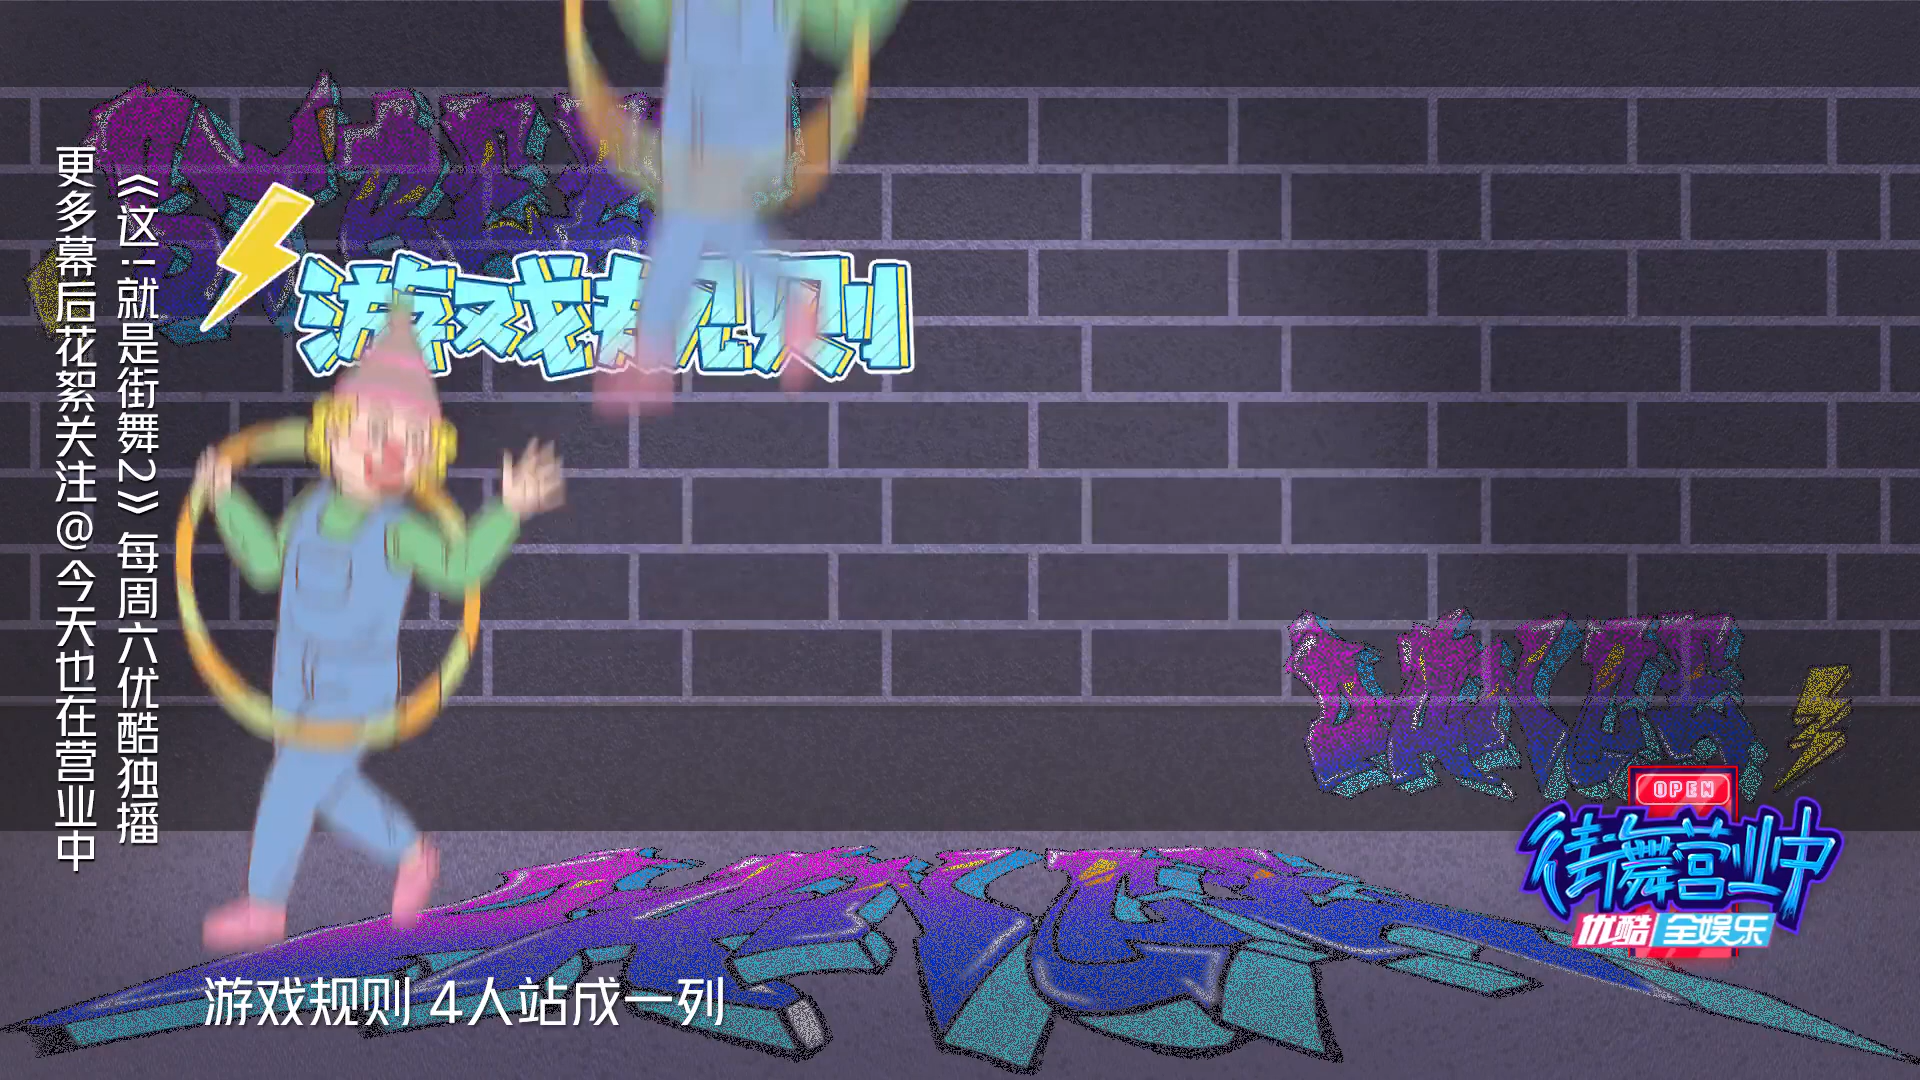 《这!就是街舞2》每周六优酷独播
更多幕后花絮关注@今天也在营业中
游戏规则
DANCE
OPEN
街舞营业中
优酷 全娱乐
游戏规则 4人站成一列